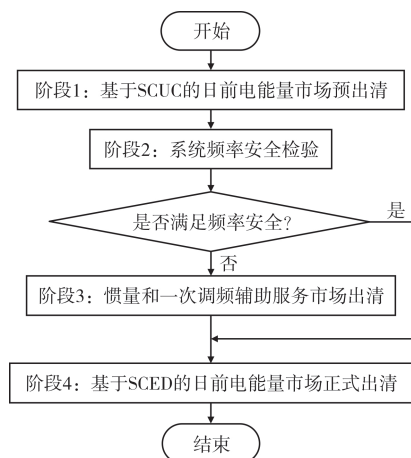 开始
阶段1：基于SCUC的日前电能量市场预出清
阶段2：系统频率安全检验
是否满足频率安全？
是
否
阶段3：惯量和一次调频辅助服务市场出清
阶段4：基于SCED的日前电能量市场正式出清
结束